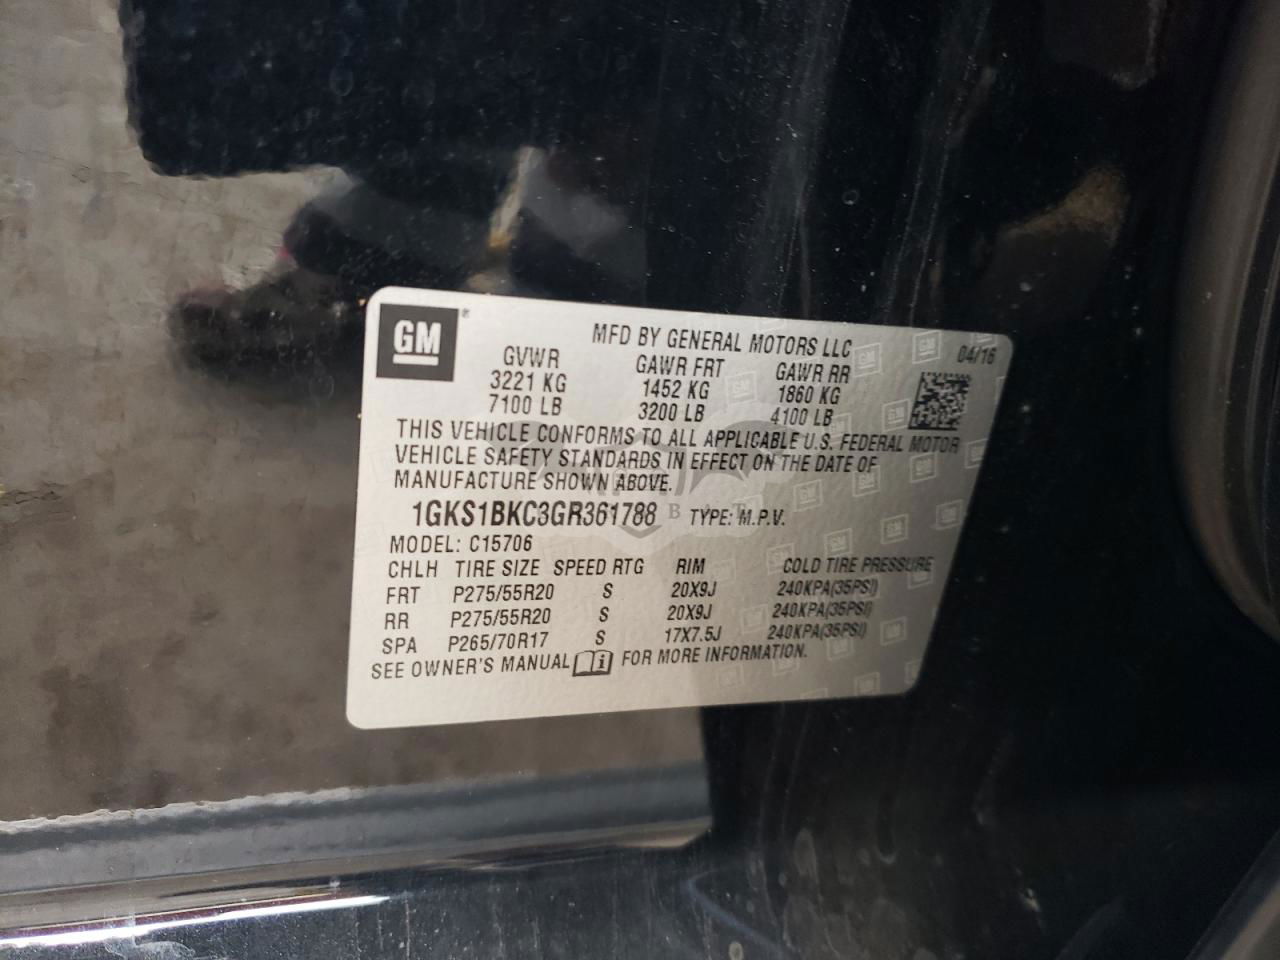 GM®
MFD BY GENERAL MOTORS LLC 04/16
GVWR GAWR FRT GAWR RR
3221 KG 1452 KG 1860 KG
7100 LB 3200 LB 4100 LB
THIS VEHICLE CONFORMS TO ALL APPLICABLE U.S. FEDERAL MOTOR
VEHICLE SAFETY STANDARDS IN EFFECT ON THE DATE OF
MANUFACTURE SHOWN ABOVE.
1GKS1BKC3GR361788 TYPE: M.P.V.
MODEL: C15706
CHLH TIRE SIZE SPEED RTG RIM COLD TIRE PRESSURE
FRT P275/55R20 S 20X9J 240KPA(35PSI)
RR P275/55R20 S 20X9J 240KPA(35PSI)
SPA P265/70R17 S 17X7.5J 240KPA(35PSI)
SEE OWNER'S MANUAL FOR MORE INFORMATION.